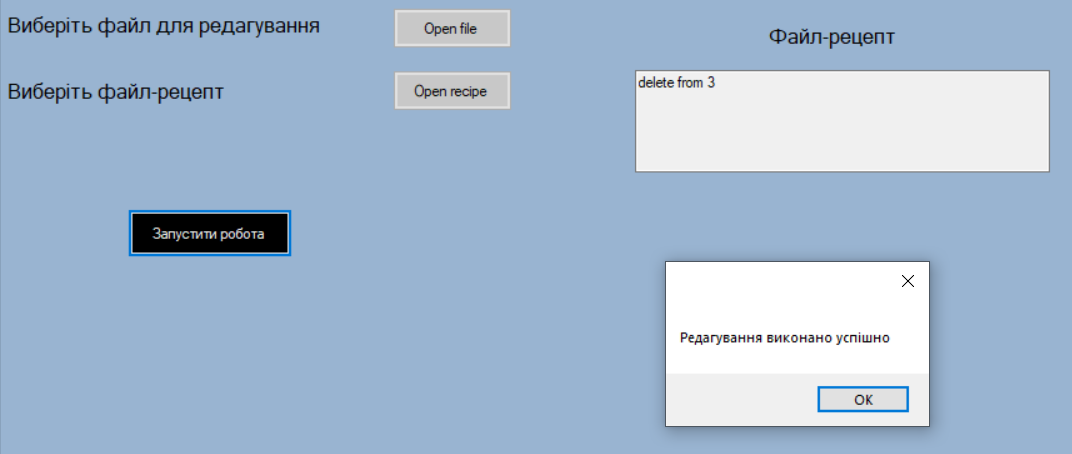 Виберіть файл для редагування
Open file
Файл-рецепт
Виберіть файл-рецепт
Open recipe
delete from 3
Запустити робота
Редагування виконано успішно
OK